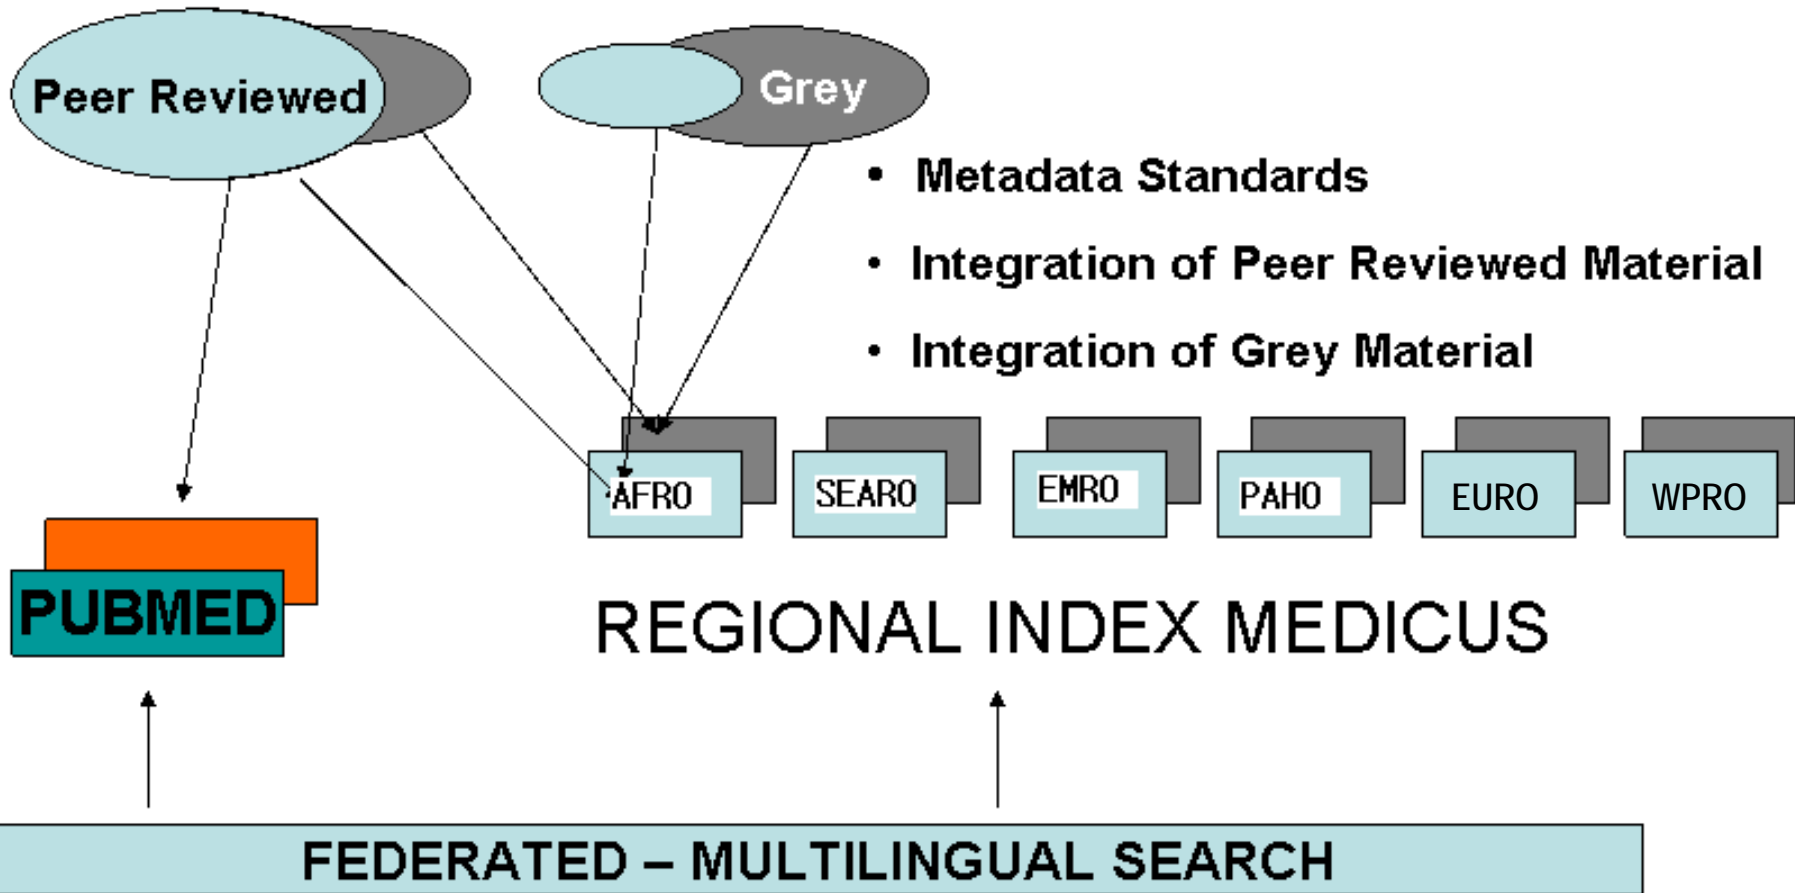 Peer Reviewed
Grey
• Metadata Standards
• Integration of Peer Reviewed Material
• Integration of Grey Material
AFRO
SEARO
EMRO
PAHO
EURO
WPRO
PUBMED
REGIONAL INDEX MEDICUS
FEDERATED – MULTILINGUAL SEARCH